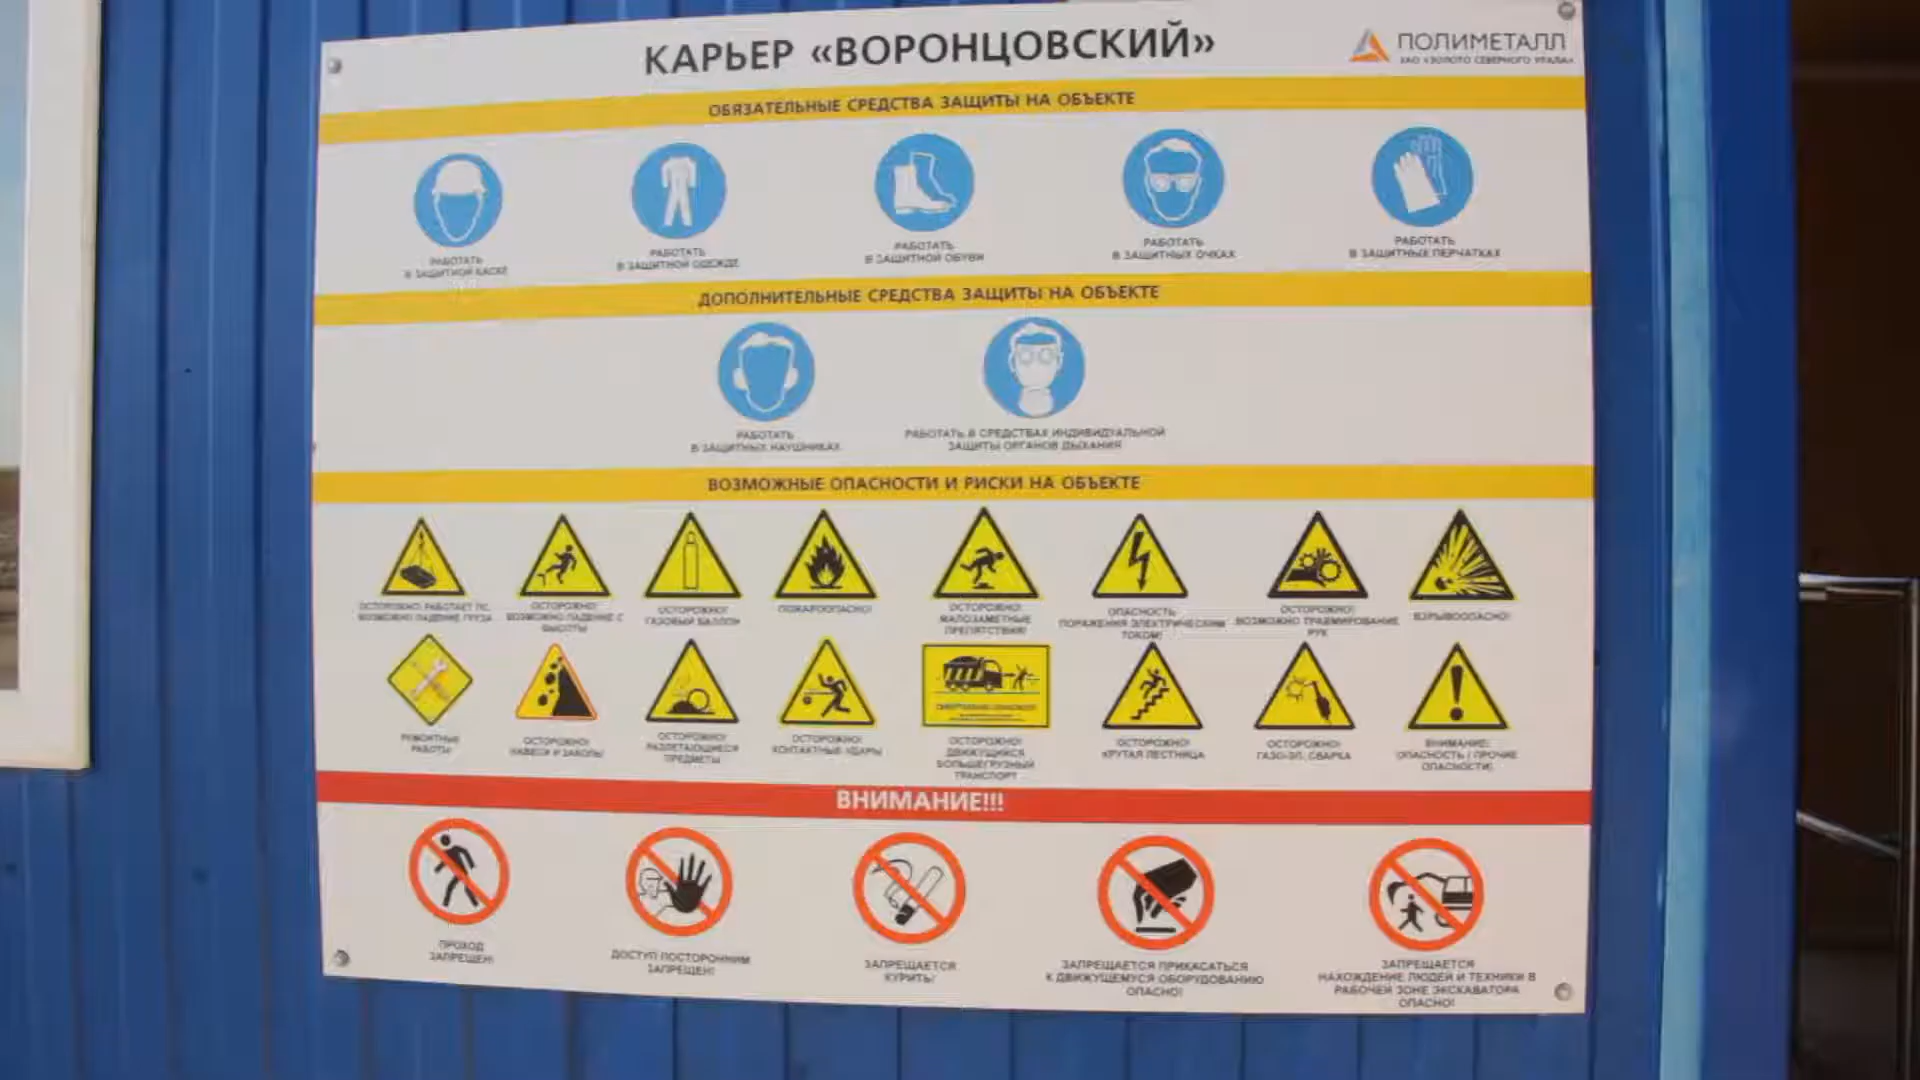 КАРЬЕР «ВОРОНЦОВСКИЙ»
ПОЛИМЕТАЛЛ
ЗАО «ЗОЛОТО СЕВЕРНОГО УРАЛА»
ОБЯЗАТЕЛЬНЫЕ СРЕДСТВА ЗАЩИТЫ НА ОБЪЕКТЕ
РАБОТАТЬ
В ЗАЩИТНОЙ КАСКЕ
РАБОТАТЬ
В ЗАЩИТНОЙ ОДЕЖДЕ
РАБОТАТЬ
В ЗАЩИТНОЙ ОБУВИ
РАБОТАТЬ
В ЗАЩИТНЫХ ОЧКАХ
РАБОТАТЬ
В ЗАЩИТНЫХ ПЕРЧАТКАХ
ДОПОЛНИТЕЛЬНЫЕ СРЕДСТВА ЗАЩИТЫ НА ОБЪЕКТЕ
РАБОТАТЬ
В ЗАЩИТНЫХ НАУШНИКАХ
РАБОТАТЬ В СРЕДСТВАХ ИНДИВИДУАЛЬНОЙ
ЗАЩИТЫ ОРГАНОВ ДЫХАНИЯ
ВОЗМОЖНЫЕ ОПАСНОСТИ И РИСКИ НА ОБЪЕКТЕ
ОСТОРОЖНО! РАБОТАЕТ ПС,
ВОЗМОЖНО ПАДЕНИЕ ГРУЗА
ОСТОРОЖНО!
ВОЗМОЖНО ПАДЕНИЕ С
ВЫСОТЫ
ОСТОРОЖНО!
ГАЗОВЫЙ БАЛЛОН
ПОЖАРООПАСНО!
ОСТОРОЖНО!
МАЛОЗАМЕТНЫЕ
ПРЕПЯТСТВИЯ!
ОПАСНОСТЬ
ПОРАЖЕНИЯ ЭЛЕКТРИЧЕСКИМ
ТОКОМ!
ОСТОРОЖНО!
ВОЗМОЖНО ТРАВМИРОВАНИЕ
РУК
ВЗРЫВООПАСНО!
РЕМОНТНЫЕ
РАБОТЫ
ОСТОРОЖНО!
НАВЕСИ И ЗАКОЛЫ
ОСТОРОЖНО!
РАЗЛЕТАЮЩИЕСЯ
ПРЕДМЕТЫ
ОСТОРОЖНО!
КОНТАКТНЫЕ УДАРЫ
ОСТОРОЖНО!
ДВИЖУЩИЙСЯ
БОЛЬШЕГРУЗНЫЙ
ТРАНСПОРТ
ОСТОРОЖНО!
КРУТАЯ ЛЕСТНИЦА
ОСТОРОЖНО!
ГАЗО-ЭЛ. СВАРКА
ВНИМАНИЕ!
ОПАСНОСТЬ / ПРОЧИЕ
ОПАСНОСТИ!
ВНИМАНИЕ!!!
ПРОХОД
ЗАПРЕЩЕН!
ДОСТУП ПОСТОРОННИМ
ЗАПРЕЩЕН!
ЗАПРЕЩАЕТСЯ
КУРИТЬ!
ЗАПРЕЩАЕТСЯ ПРИКАСАТЬСЯ
К ДВИЖУЩЕМУСЯ ОБОРУДОВАНИЮ
ОПАСНО!
ЗАПРЕЩАЕТСЯ
НАХОЖДЕНИЕ ЛЮДЕЙ И ТЕХНИКИ В
РАБОЧЕЙ ЗОНЕ ЭКСКАВАТОРА
ОПАСНО!